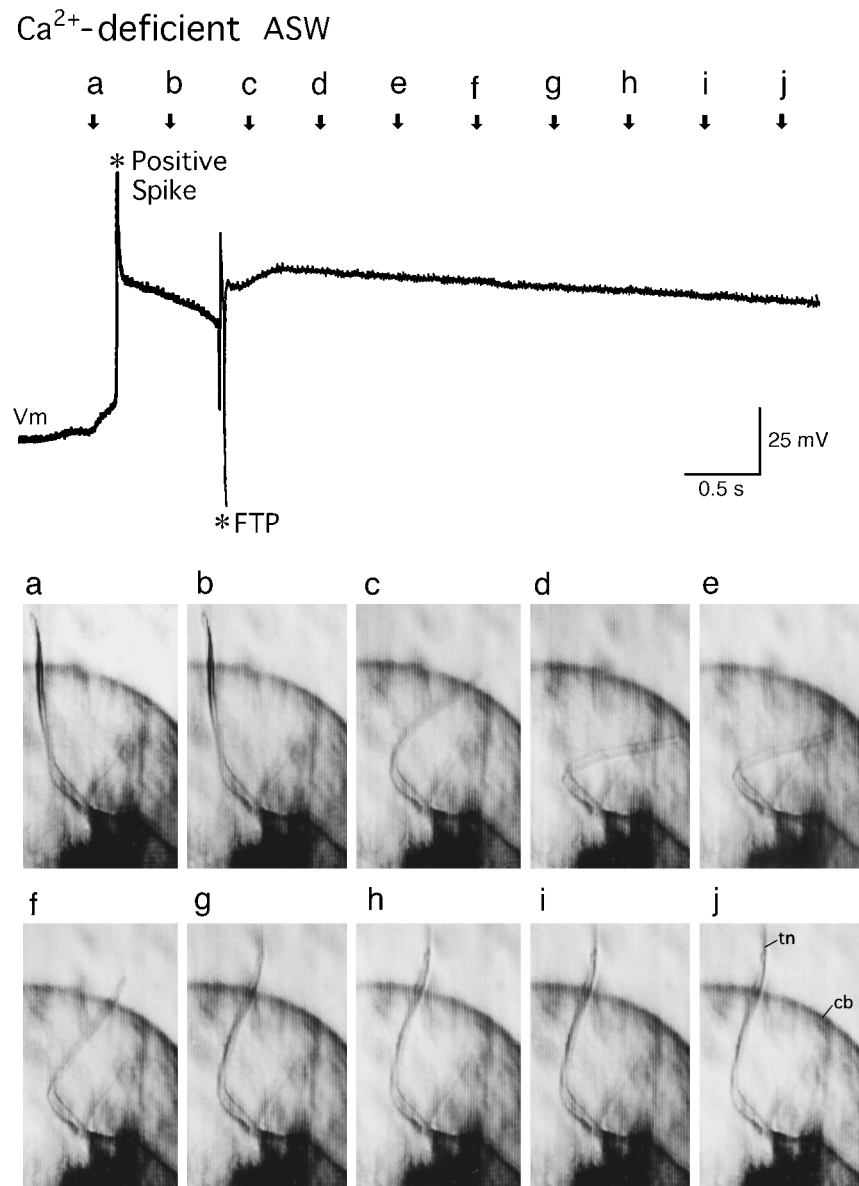 Ca²⁺-deficient ASW
a b c d e f g h i j
* Positive
Spike
Vm
25 mV
0.5 s
* FTP
a b c d e
f g h i j
tn
cb